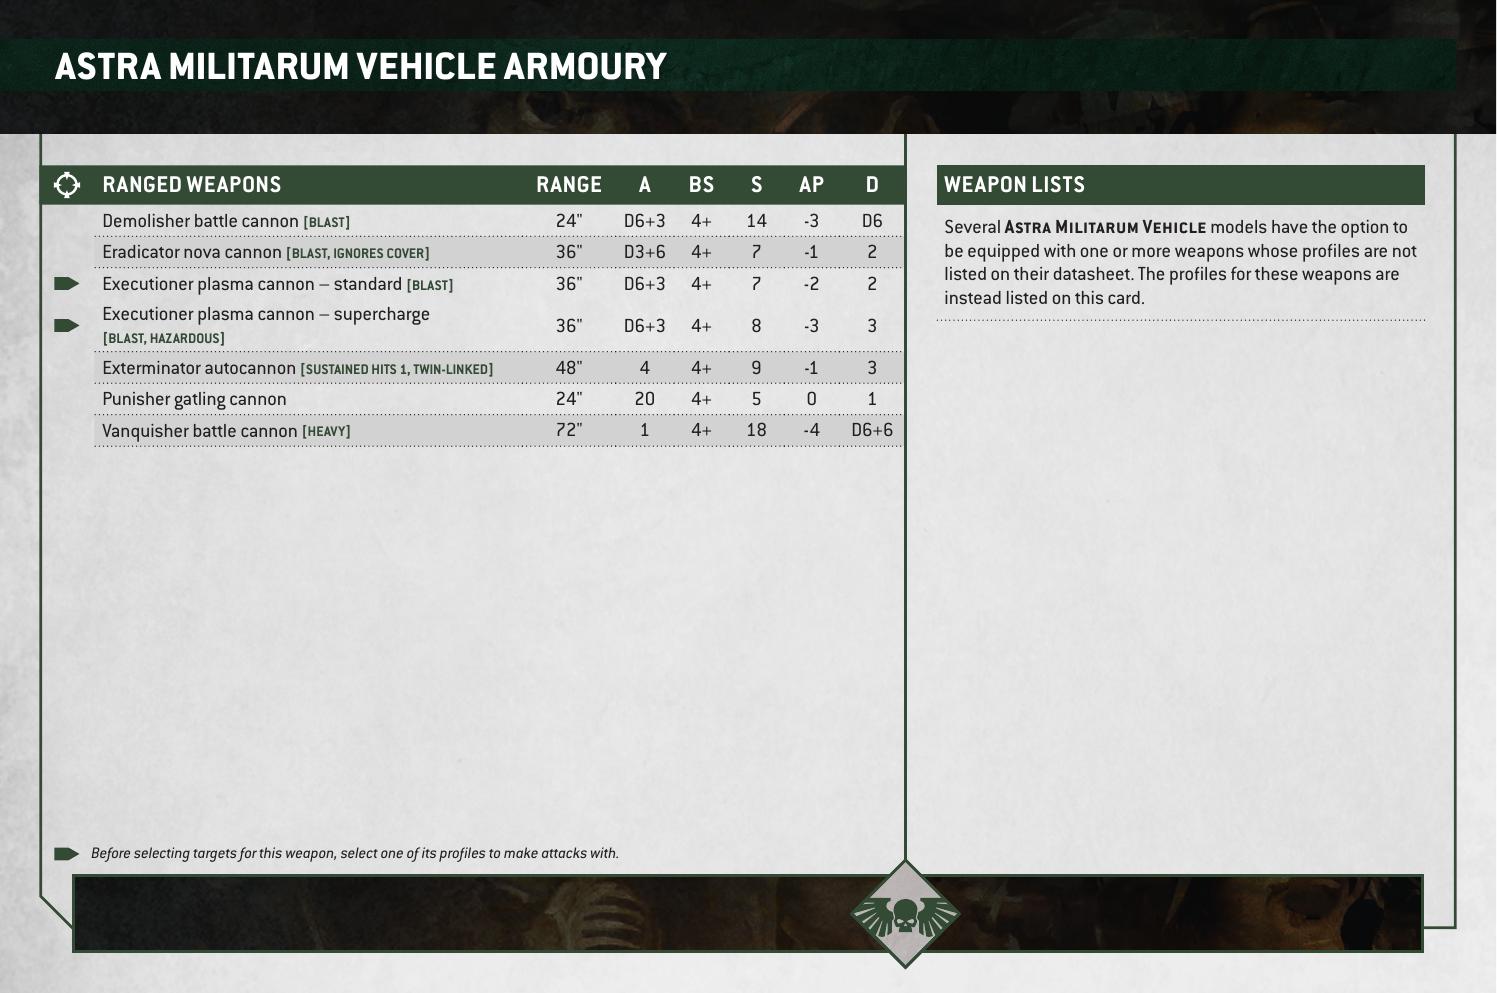 ASTRA MILITARUM VEHICLE ARMOURY
RANGED WEAPONS RANGE A BS S AP D
Demolisher battle cannon [BLAST] 24" D6+3 4+ 14 -3 D6
Eradicator nova cannon [BLAST, IGNORES COVER] 36" D3+6 4+ 7 -1 2
Executioner plasma cannon – standard [BLAST] 36" D6+3 4+ 7 -2 2
Executioner plasma cannon – supercharge
[BLAST, HAZARDOUS] 36" D6+3 4+ 8 -3 3
Exterminator autocannon [SUSTAINED HITS 1, TWIN-LINKED] 48" 4 4+ 9 -1 3
Punisher gatling cannon 24" 20 4+ 5 0 1
Vanquisher battle cannon [HEAVY] 72" 1 4+ 18 -4 D6+6
Before selecting targets for this weapon, select one of its profiles to make attacks with.
WEAPON LISTS
Several ASTRA MILITARUM VEHICLE models have the option to
be equipped with one or more weapons whose profiles are not
listed on their datasheet. The profiles for these weapons are
instead listed on this card.